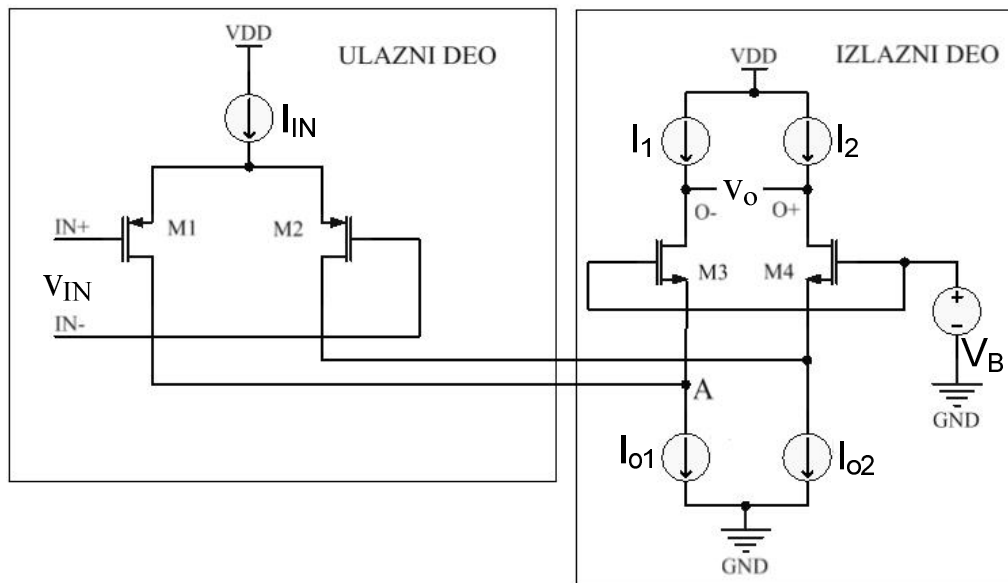 ULAZNI DEO
VDD
I_IN
IN+
M1
M2
V_IN
IN-
IZLAZNI DEO
VDD
I_1
I_2
V_o
O-
O+
M3
M4
V_B
GND
A
I_o1
I_o2
GND